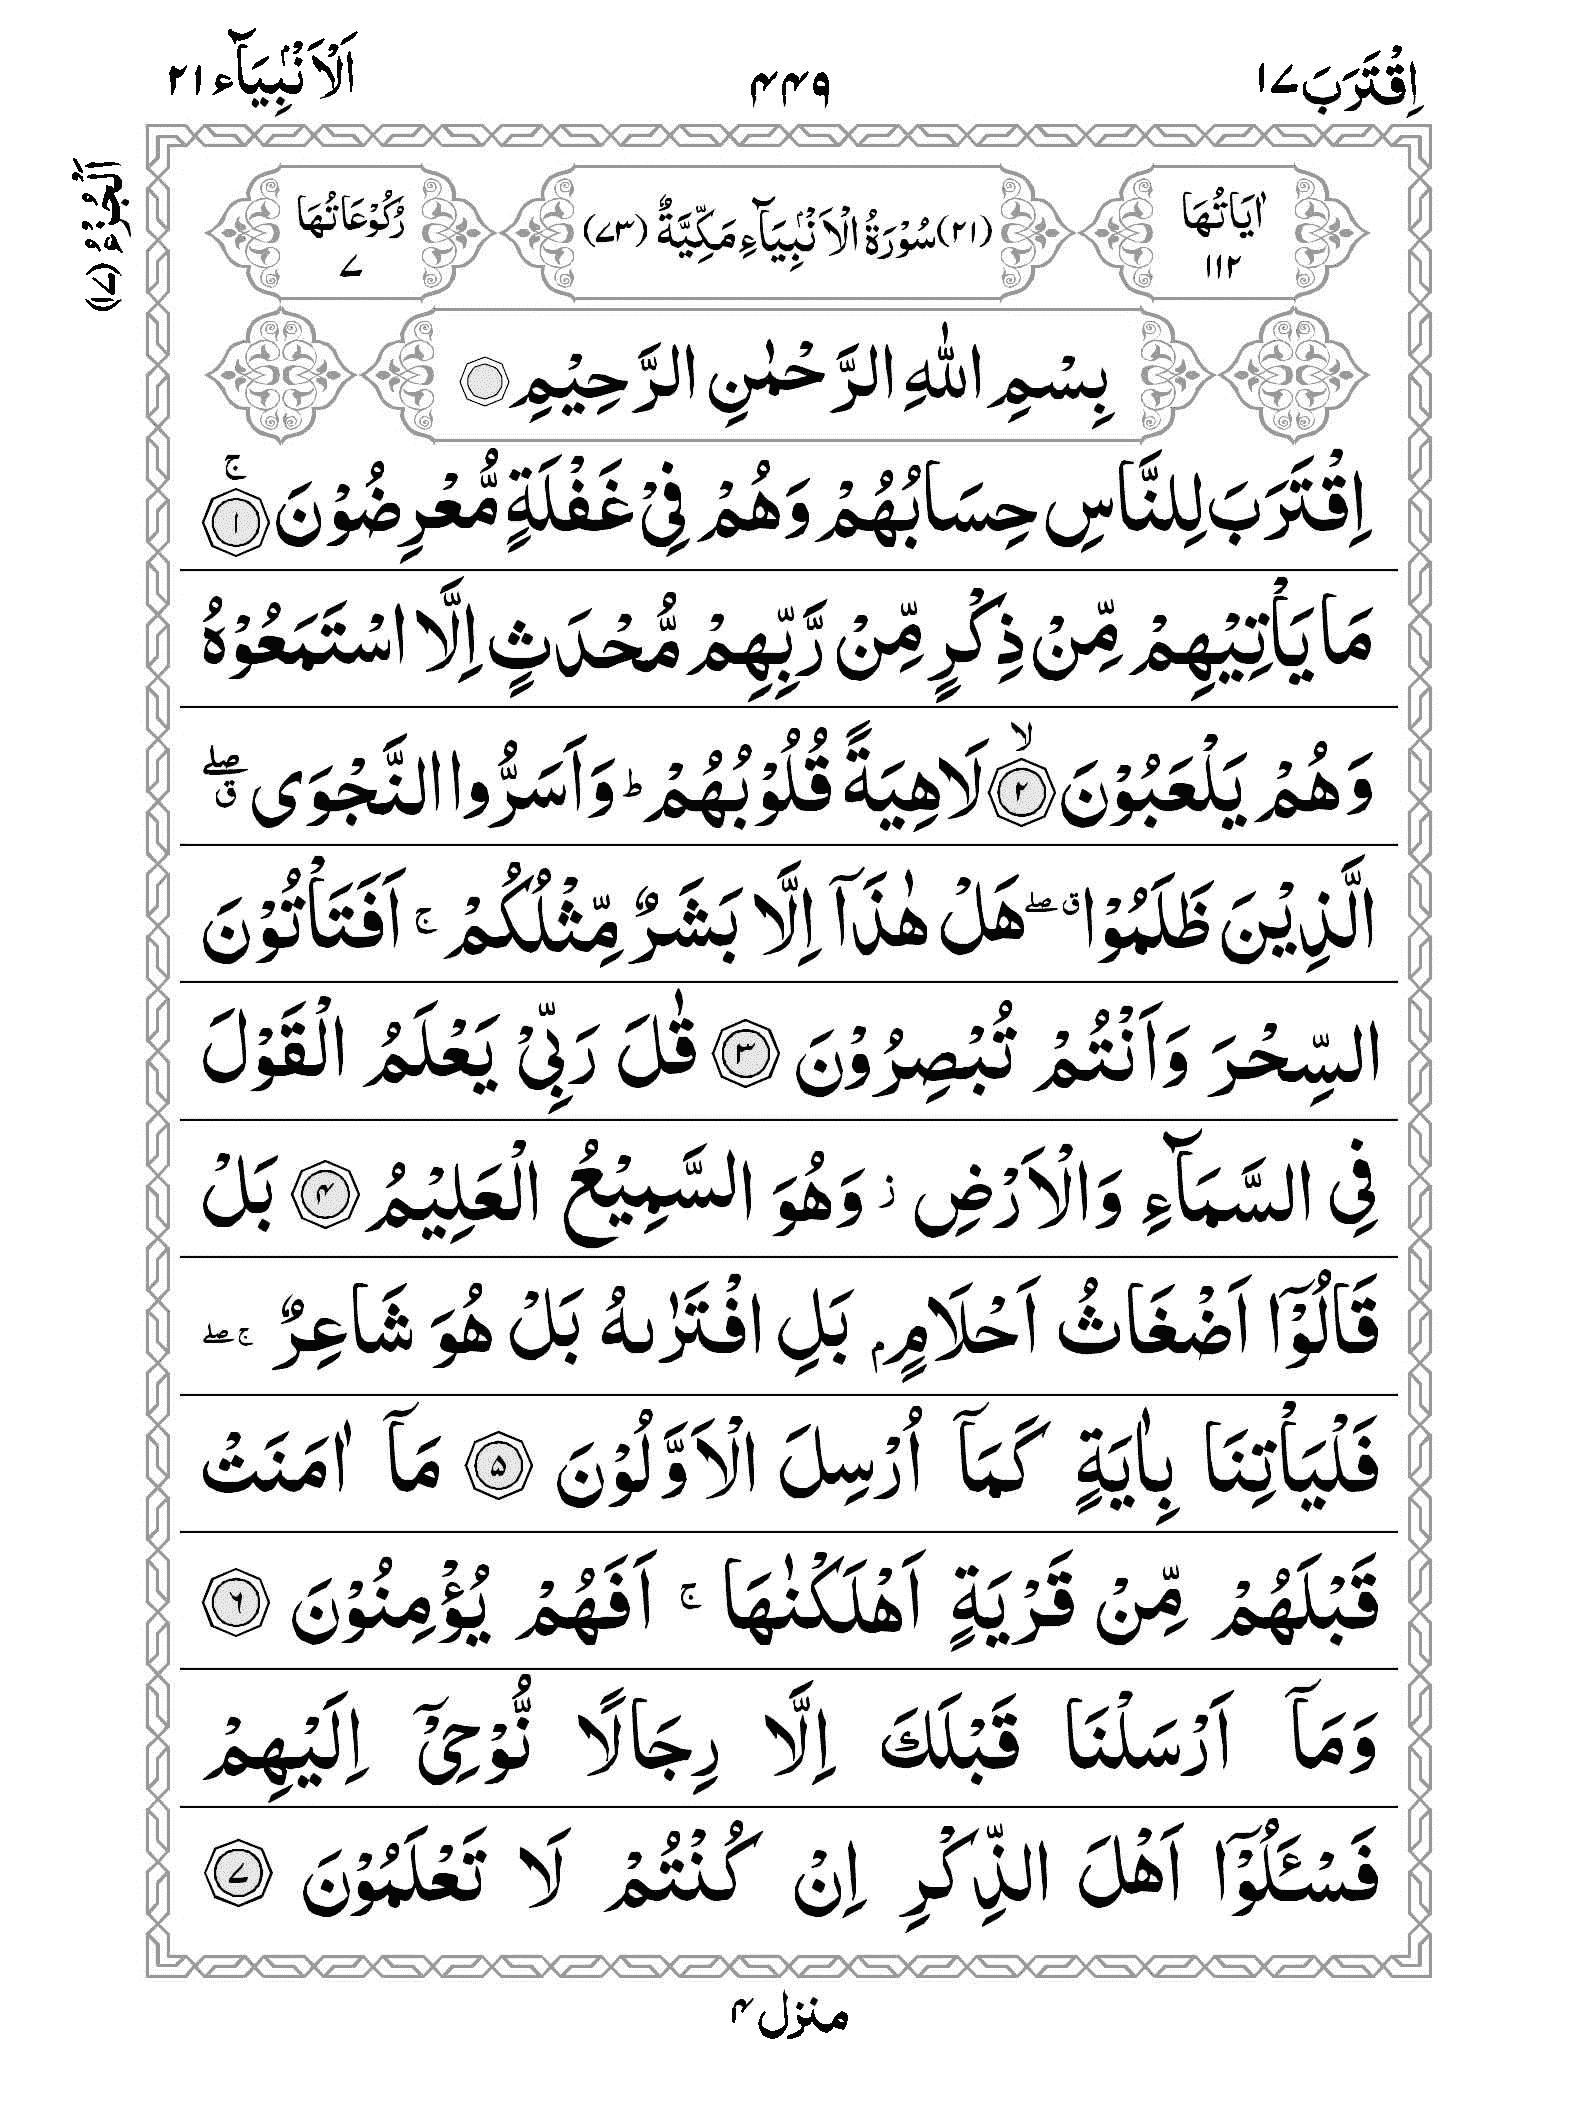 اِقْتَرَبَ ١٧
٤٤٩
اَلْاَنْۢبِيَآء ٢١
اَلْجُزْءُ (١٧)
اٰيَاتُهَا ١١٢
(٢١) سُوْرَةُ الْاَنْۢبِيَآءِ مَكِّيَّةٌ (٧٣)
رُكُوْعَاتُهَا ٧
بِسْمِ اللّٰهِ الرَّحْمٰنِ الرَّحِيْمِ
اِقْتَرَبَ لِلنَّاسِ حِسَابُهُمْ وَهُمْ فِيْ غَفْلَةٍ مُّعْرِضُوْنَ ۚ ﴿١﴾
مَا يَاْتِيْهِمْ مِّنْ ذِكْرٍ مِّنْ رَّبِّهِمْ مُّحْدَثٍ اِلَّا اسْتَمَعُوْهُ
وَهُمْ يَلْعَبُوْنَ ۙ ﴿٢﴾ لَاهِيَةً قُلُوْبُهُمْ ؕ وَاَسَرُّوا النَّجْوَى ۖق
الَّذِيْنَ ظَلَمُوْا ۖق هَلْ هٰذَآ اِلَّا بَشَرٌ مِّثْلُكُمْ ۚ اَفَتَاْتُوْنَ
السِّحْرَ وَاَنْتُمْ تُبْصِرُوْنَ ﴿٣﴾ قٰلَ رَبِّيْ يَعْلَمُ الْقَوْلَ
فِي السَّمَآءِ وَالْاَرْضِ ز وَهُوَ السَّمِيْعُ الْعَلِيْمُ ﴿٤﴾ بَلْ
قَالُوْٓا اَضْغَاثُ اَحْلَامٍۭ بَلِ افْتَرٰىهُ بَلْ هُوَ شَاعِرٌ ج ۖ
فَلْيَاْتِنَا بِاٰيَةٍ كَمَآ اُرْسِلَ الْاَوَّلُوْنَ ﴿٥﴾ مَآ اٰمَنَتْ
قَبْلَهُمْ مِّنْ قَرْيَةٍ اَهْلَكْنٰهَا ۚ اَفَهُمْ يُؤْمِنُوْنَ ﴿٦﴾
وَمَآ اَرْسَلْنَا قَبْلَكَ اِلَّا رِجَالًا نُّوْحِيْٓ اِلَيْهِمْ
فَسْـَٔلُوْٓا اَهْلَ الذِّكْرِ اِنْ كُنْتُمْ لَا تَعْلَمُوْنَ ﴿٧﴾
منزل ٤